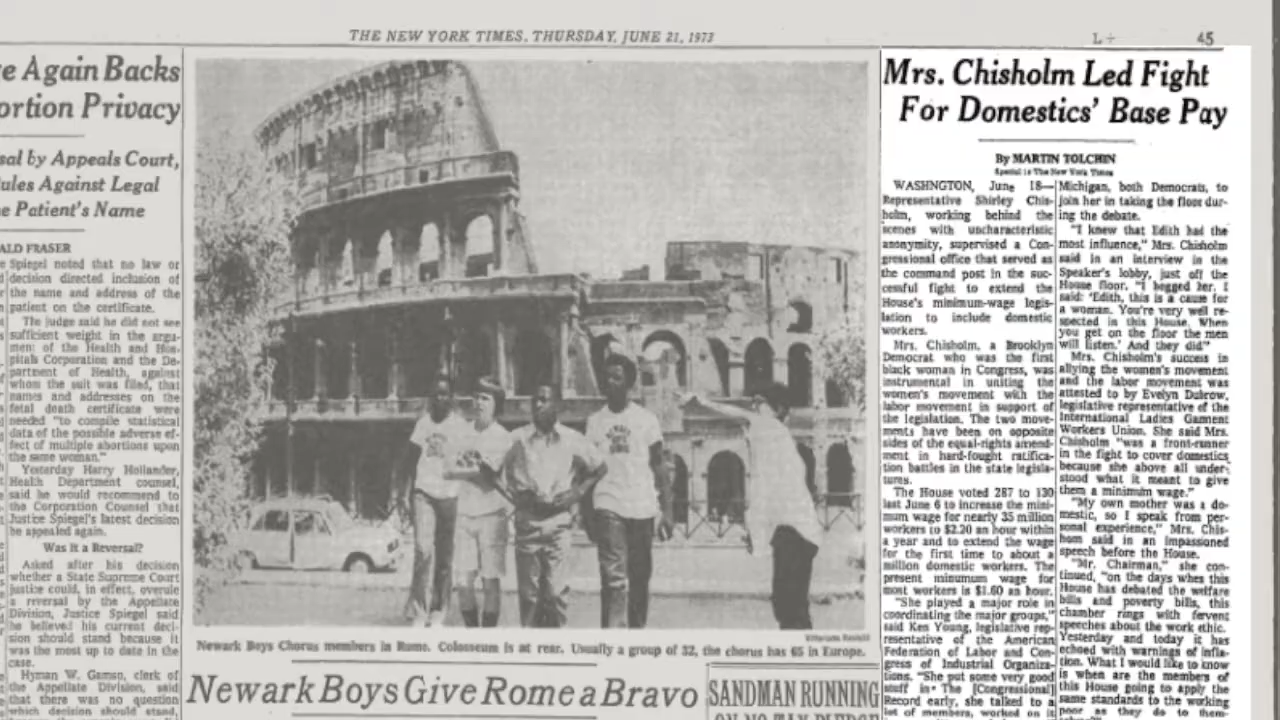 THE NEW YORK TIMES, THURSDAY, JUNE 21, 1973
L+
45
e Again Backs
ortion Privacy
sal by Appeals Court,
ules Against Legal
e Patient's Name
ALD FRASER
Spiegel noted that no law or
decision directed inclusion of
the name and address of the
patient on the certificate.
The judge said he did not see
sufficient weight in the argu-
ment of the Health and Hos-
pitals Corporation and the De-
partment of Health, against
whom the suit was filed, that
names and addresses on the
fetal death certificate were
needed "to compile statistical
data of the possible adverse ef-
fect of multiple abortions upon
the same woman."
Yesterday Harry Hollander,
Health Department counsel,
said he would recommend to
the Corporation Counsel that
Justice Spiegel's latest decision
be appealed again.
Was it a Reversal?
Asked after his decision
whether a State Supreme Court
justice could, in effect, overule
a reversal by the Appellate
Division, Justice Spiegel said
he believed his current deci-
sion should stand because it
was the most up to date in the
case.
Hyman W. Gamso, clerk of
the Appellate Division, said
that there was no question
which decision should stand,
Newark Boys Chorus members in Rome. Colosseum is at rear. Usually a group of 32, the chorus has 65 in Europe.
Newark Boys Give Rome a Bravo
SANDMAN RUNNING
ON NO-TAX PLEDGE
Mrs. Chisholm Led Fight
For Domestics' Base Pay
By MARTIN TOLCHIN
Special to The New York Times
WASHNGTON, June 18—
Representative Shirley Chis-
holm, working behind the
scenes with uncharacteristic
anonymity, supervised a Con-
gressional office that served as
the command post in the suc-
cessful fight to extend the
House's minimum-wage legis-
lation to include domestic
workers.
Mrs. Chisholm, a Brooklyn
Democrat who was the first
black woman in Congress, was
instrumental in uniting the
women's movement with the
labor movement in support of
the legislation. The two move-
ments have been on opposite
sides of the equal-rights amend-
ment in hard-fought ratifica-
tion battles in the state legisla-
tures.
The House voted 287 to 130
last June 6 to increase the mini-
mum wage for nearly 35 million
workers to $2.20 an hour within
a year and to extend the wage
for the first time to about a
million domestic workers. The
present minumum wage for
most workers is $1.60 an hour.
"She played a major role in
coordinating the major groups,"
said Ken Young, legislative rep-
resentative of the American
Federation of Labor and Con-
gress of Industrial Organiza-
tions. "She put some very good
stuff in The [Congressional]
Record early, she talked to a
lot of members, worked on it
Michigan, both Democrats, to
join her in taking the floor dur-
ing the debate.
"I knew that Edith had the
most influence," Mrs. Chisholm
said in an interview in the
Speaker's lobby, just off the
House floor. "I begged her. I
said: 'Edith, this is a cause for
a woman. You're very well re-
spected in this House. When
you get on the floor the men
will listen.' And they did"
Mrs. Chisholm's success in
allying the women's movement
and the labor movement was
attested to by Evelyn Dubrow,
legislative representative of the
International Ladies Garment
Workers Union. She said Mrs.
Chisholm "was a front-runner
in the fight to cover domestics
because she above all under-
stood what it meant to give
them a minimum wage."
"My own mother was a do-
mestic, so I speak from per-
sonal experience," Mrs. Chis-
hom said in an impassioned
speech before the House.
"Mr. Chairman," she con-
tinued, "on the days when this
House has debated the welfare
bills and poverty bills, this
chamber rings with fervent
speeches about the work ethic.
Yesterday and today it has
echoed with warnings of infla-
tion. What I would like to know
is when are the members of
this House going to apply the
same standards to the working
poor as they do to them-